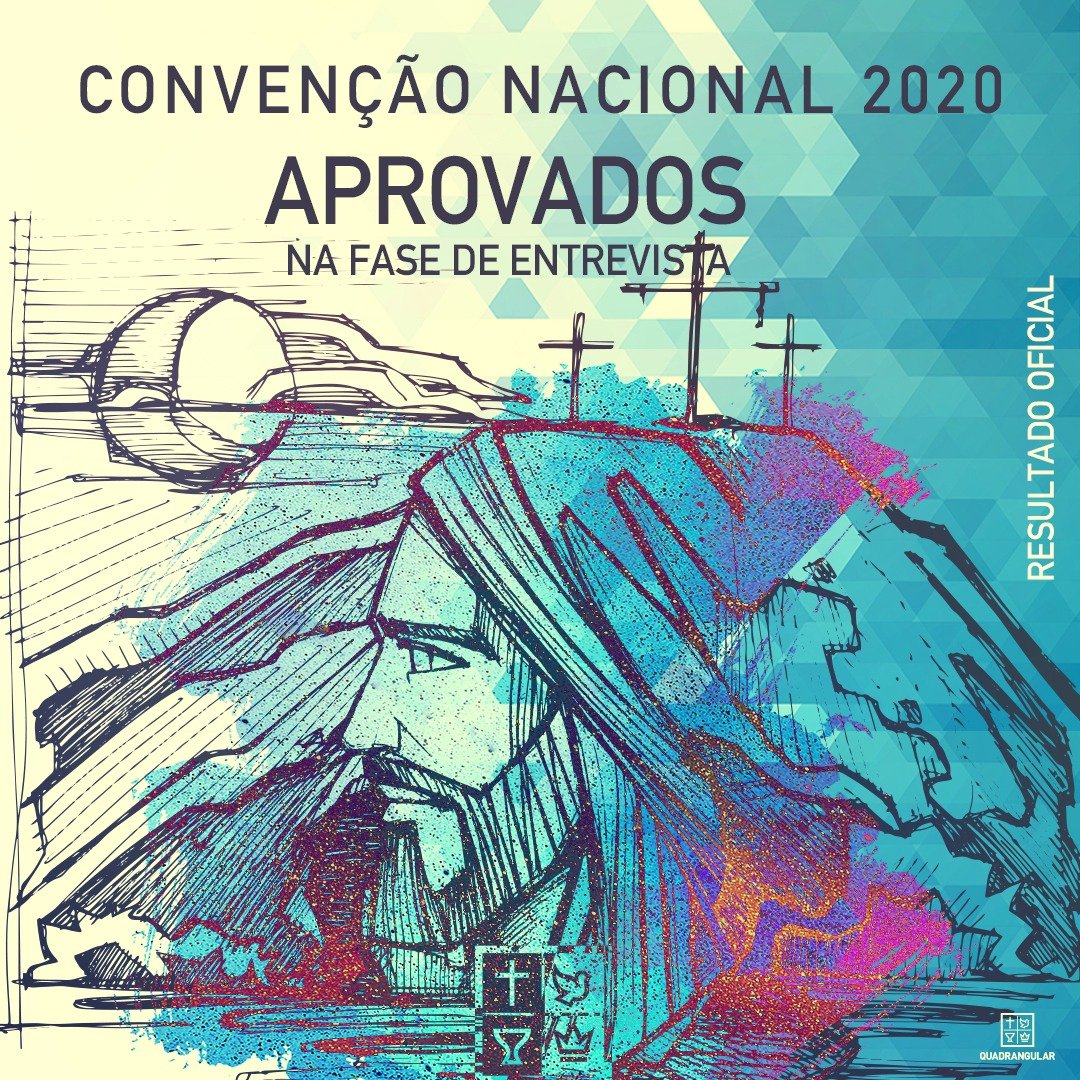 CONVENÇÃO NACIONAL 2020
APROVADOS
NA FASE DE ENTREVISTA
RESULTADO OFICIAL
QUADRANGULAR